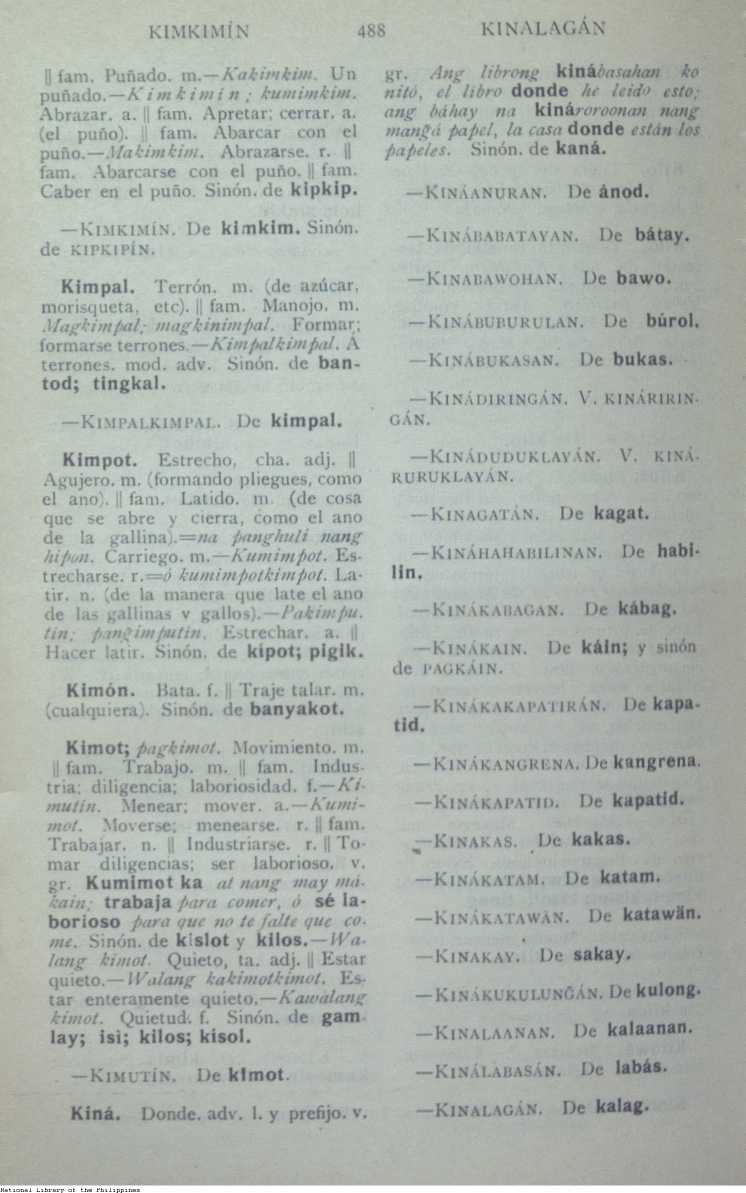 KIMKIMÍN 488 KINALAGÁN
‖ fam. Puñado. m.—Kakimkim. Un
puñado.—Kimkimin; kumimkim.
Abrazar. a. ‖ fam. Apretar; cerrar. a.
(el puño). ‖ fam. Abarcar con el
puño.—Makimkim. Abrazarse. r. ‖
fam. Abarcarse con el puño. ‖ fam.
Caber en el puño. Sinón. de kipkip.
—KIMKIMÍN. De kimkim. Sinón.
de KIPKIPÍN.
Kimpal. Terrón. m. (de azúcar,
morisqueta, etc). ‖ fam. Manojo. m.
Magkimpal; magkinimpal. Formar;
formarse terrones.—Kimpalkimpal. A
terrones. mod. adv. Sinón. de ban-
tod; tingkal.
—KIMPALKIMPAL. De kimpal.
Kimpot. Estrecho, cha. adj. ‖
Agujero. m. (formando pliegues, como
el ano). ‖ fam. Latido. m. (de cosa
que se abre y cierra, como el ano
de la gallina).=na panghuli nang
hipon. Carriego. m.—Kumimpot. Es-
trecharse. r.=ó kumimpotkimpot. La-
tir. n. (de la manera que late el ano
de las gallinas v gallos).—Pakimpu.
tin; pangimputin. Estrechar. a. ‖
Hacer latir. Sinón. de kipot; pigik.
Kimón. Bata. f. ‖ Traje talar. m.
(cualquiera). Sinón. de banyakot.
Kimot; pagkimot. Movimiento. m.
‖ fam. Trabajo. m. ‖ fam. Indus-
tria; diligencia; laboriosidad. f.—Ki-
mutin. Menear; mover. a.—Kumi-
mot. Moverse; menearse. r. ‖ fam.
Trabajar. n. ‖ Industriarse. r. ‖ To-
mar diligencias; ser laborioso. v.
gr. Kumimot ka at nang may má-
kain; trabaja para comer, ó sé la-
borioso para que no te falte que co-
me. Sinón. de kislot y kilos.—Wa-
lang kimot. Quieto, ta. adj. ‖ Estar
quieto.—Walang kakimotkimot. Es-
tar enteramente quieto.—Kawalang
kimot. Quietud. f. Sinón. de gam-
lay; isi; kilos; kisol.
—KIMUTÍN. De kimot.
Kiná. Donde. adv. l. y prefijo. v.
gr. Ang librong kinábasahan ko
nitó, el libro donde he leido esto;
ang báhay na kinároroonan nang
mangá papel, la casa donde están los
papeles. Sinón. de kaná.
—KINÁANURAN. De ánod.
—KINÁBABATAYAN. De bátay.
—KINABAWOHAN. De bawo.
—KINÁBUBURULAN. De búrol.
—KINÁBUKASAN. De bukas.
—KINÁDIRINGÁN. V. KINÁRIRIN-
GÁN.
—KINÁDUDUKLAYÁN. V. KINÁ-
RURUKLAYÁN.
—KINAGATÁN. De kagat.
—KINÁHAHABILINAN. De habi-
lin.
—KINÁKABAGAN. De kábag.
—KINÁKAIN. De káin; y sinón
de PAGKÁIN.
—KINÁKAKAPATIRÁN. De kapa-
tid.
—KINÁKANGRENA. De kangrena.
—KINÁKAPATID. De kapatid.
—KINAKAS. De kakas.
—KINÁKATAM. De katam.
—KINÁKATAWÁN. De katawän.
—KINAKAY. De sakay.
—KINÁKUKULUNGÁN. De kulong.
—KINALAANAN. De kalaanan.
—KINÁLABASÁN. De labás.
—KINALAGÁN. De kalag.
National Library of the Philippines